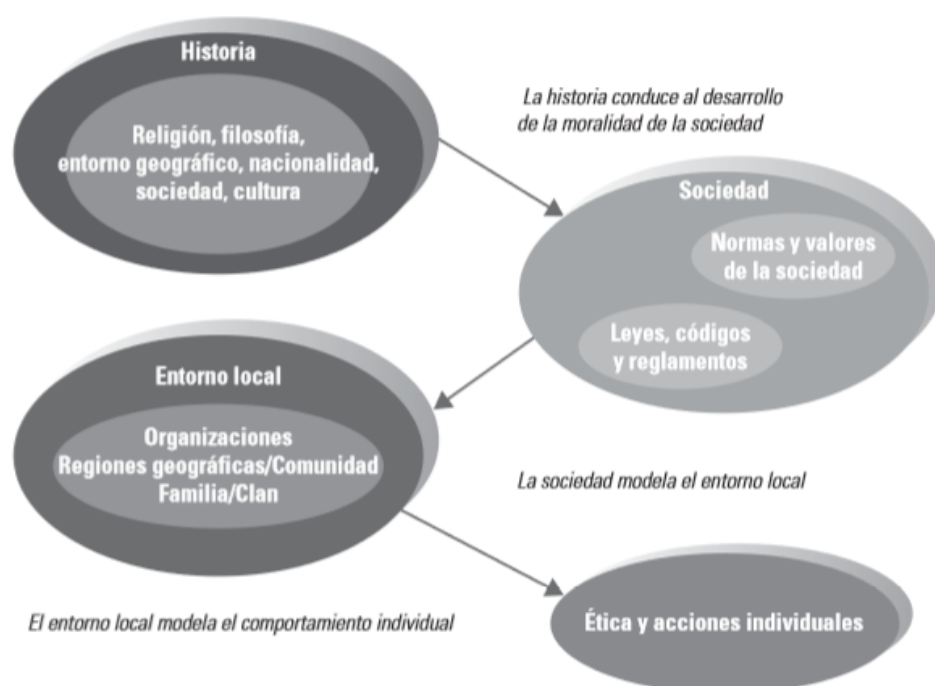 Historia
Religión, filosofía,
entorno geográfico, nacionalidad,
sociedad, cultura
La historia conduce al desarrollo
de la moralidad de la sociedad
Sociedad
Normas y valores
de la sociedad
Leyes, códigos
y reglamentos
Entorno local
Organizaciones
Regiones geográficas/Comunidad
Familia/Clan
La sociedad modela el entorno local
El entorno local modela el comportamiento individual
Ética y acciones individuales